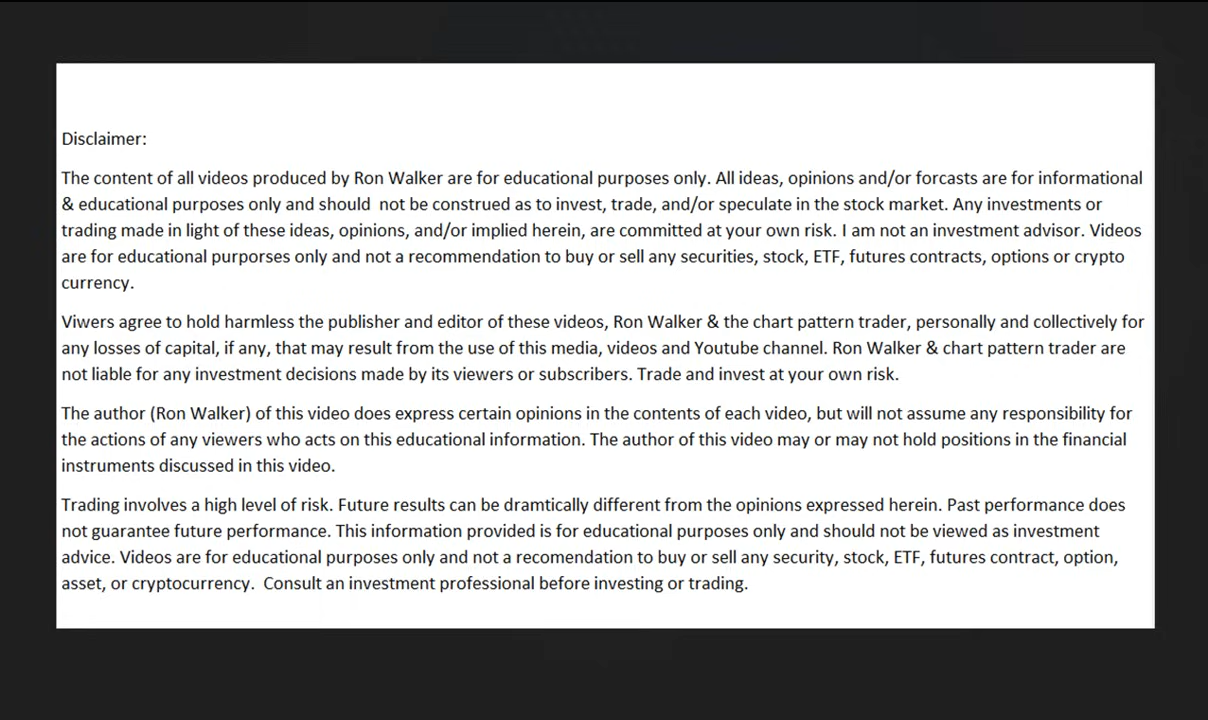 Disclaimer:
The content of all videos produced by Ron Walker are for educational purposes only. All ideas, opinions and/or forcasts are for informational
& educational purposes only and should  not be construed as to invest, trade, and/or speculate in the stock market. Any investments or
trading made in light of these ideas, opinions, and/or implied herein, are committed at your own risk. I am not an investment advisor. Videos
are for educational purporses only and not a recommendation to buy or sell any securities, stock, ETF, futures contracts, options or crypto
currency.
Viwers agree to hold harmless the publisher and editor of these videos, Ron Walker & the chart pattern trader, personally and collectively for
any losses of capital, if any, that may result from the use of this media, videos and Youtube channel. Ron Walker & chart pattern trader are
not liable for any investment decisions made by its viewers or subscribers. Trade and invest at your own risk.
The author (Ron Walker) of this video does express certain opinions in the contents of each video, but will not assume any responsibility for
the actions of any viewers who acts on this educational information. The author of this video may or may not hold positions in the financial
instruments discussed in this video.
Trading involves a high level of risk. Future results can be dramtically different from the opinions expressed herein. Past performance does
not guarantee future performance. This information provided is for educational purposes only and should not be viewed as investment
advice. Videos are for educational purposes only and not a recomendation to buy or sell any security, stock, ETF, futures contract, option,
asset, or cryptocurrency.  Consult an investment professional before investing or trading.